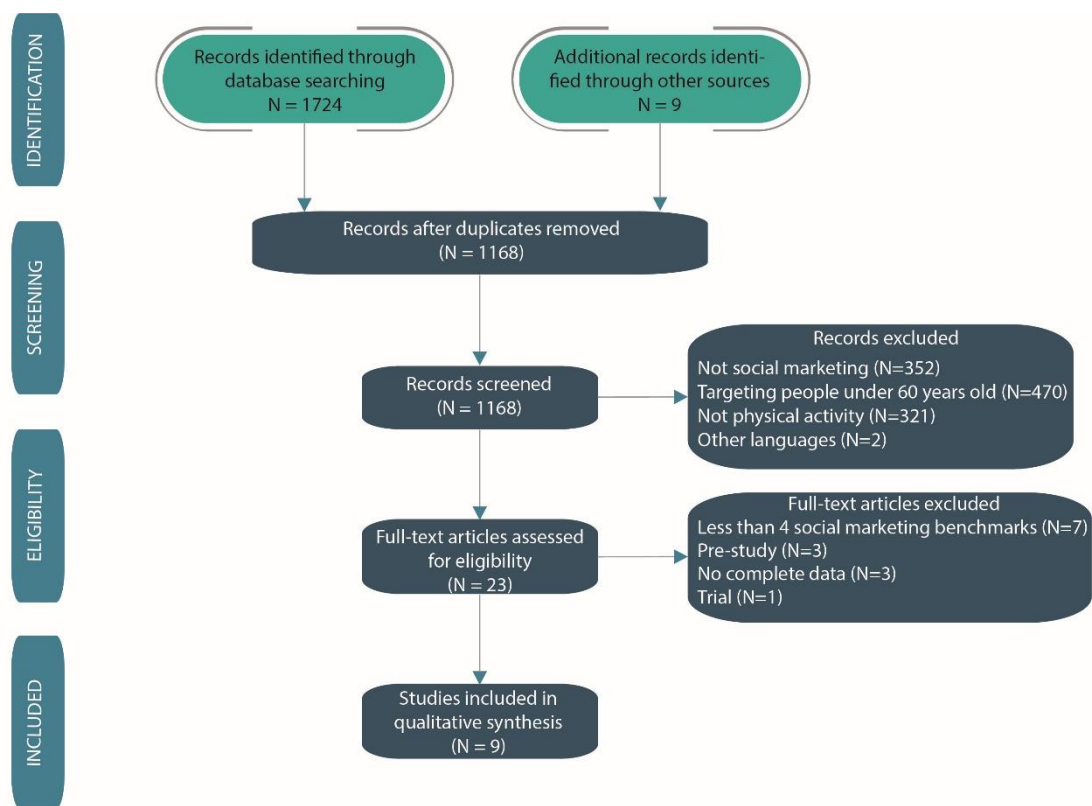 IDENTIFICATION
Records identified through
database searching
N = 1724
Additional records identi-
fied through other sources
N = 9
SCREENING
Records after duplicates removed
(N = 1168)
Records screened
(N = 1168)
Records excluded
Not social marketing (N=352)
Targeting people under 60 years old (N=470)
Not physical activity (N=321)
Other languages (N=2)
ELIGIBILITY
Full-text articles assessed
for eligibility
(N = 23)
Full-text articles excluded
Less than 4 social marketing benchmarks (N=7)
Pre-study (N=3)
No complete data (N=3)
Trial (N=1)
INCLUDED
Studies included in
qualitative synthesis
(N = 9)